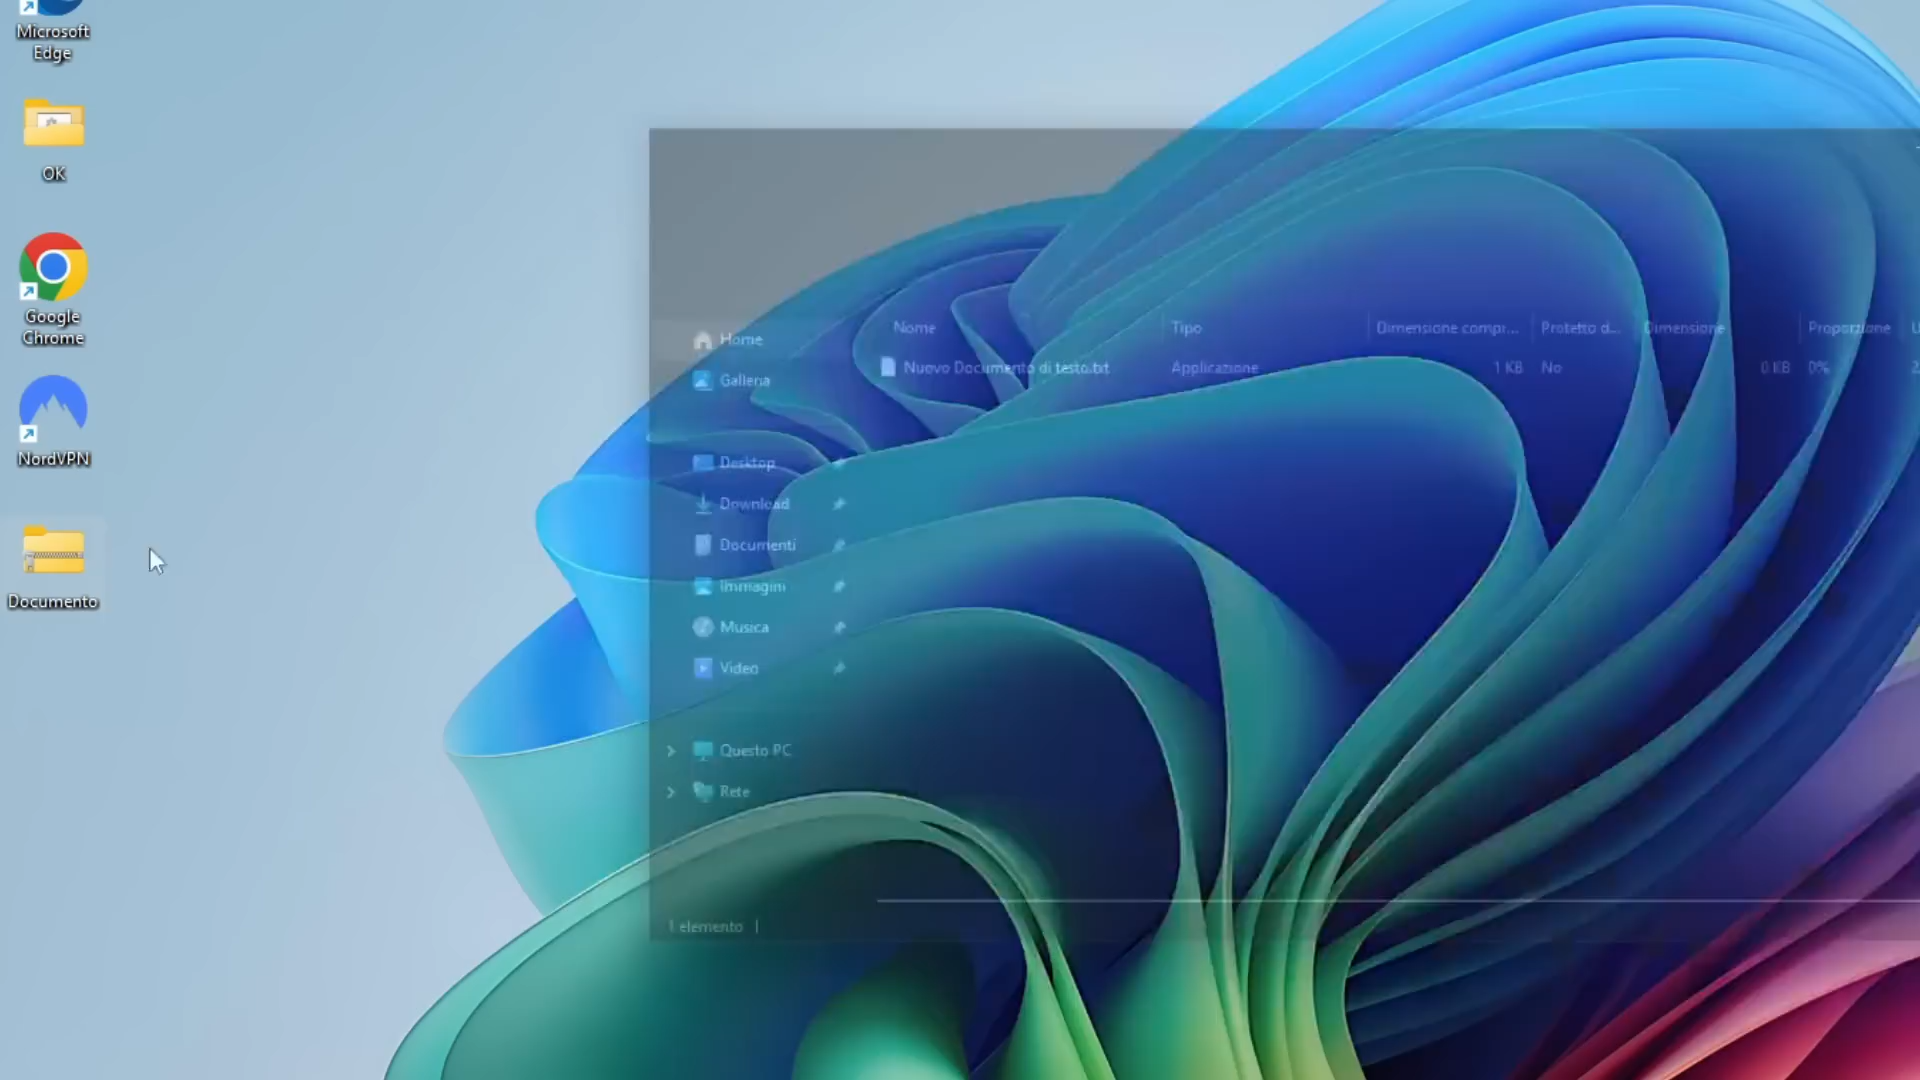 Microsoft
Edge
OK
Google
Chrome
NordVPN
Documento
Nome
Tipo
Dimensione compr...
Protetto d...
Dimensione
Proporzione
U
Nuovo Documento di testo.txt
Applicazione
1 KB
No
0 KB
0%
2
Home
Galleria
Desktop
Download
Documenti
Immagini
Musica
Video
Questo PC
Rete
1 elemento